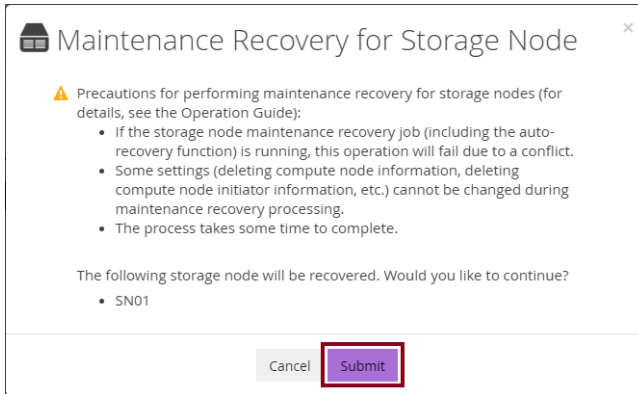 Maintenance Recovery for Storage Node
×
Precautions for performing maintenance recovery for storage nodes (for
details, see the Operation Guide):
• If the storage node maintenance recovery job (including the auto-
recovery function) is running, this operation will fail due to a conflict.
• Some settings (deleting compute node information, deleting
compute node initiator information, etc.) cannot be changed during
maintenance recovery processing.
• The process takes some time to complete.
The following storage node will be recovered. Would you like to continue?
• SN01
Cancel Submit